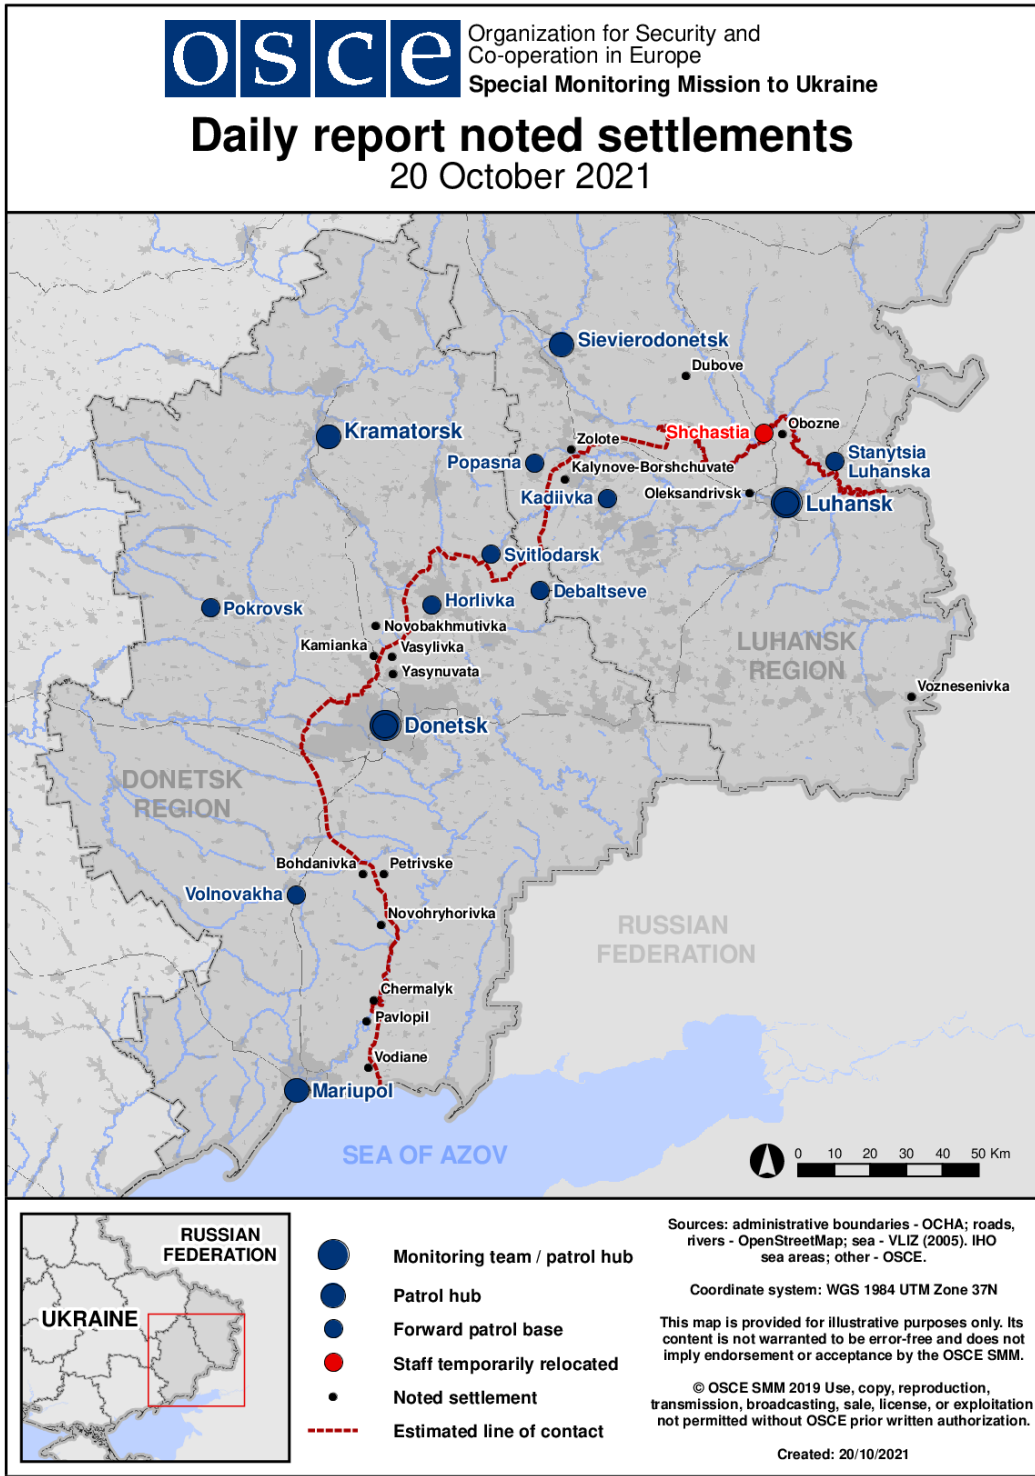 osce
Organization for Security and
Co-operation in Europe
Special Monitoring Mission to Ukraine
Daily report noted settlements
20 October 2021
Sievierodonetsk
Dubove
Kramatorsk
Shchastia
Obozne
Zolote
Popasna
Kalynove-Borshchuvate
Stanytsia
Luhanska
Kadiivka
Oleksandrivsk
Luhansk
Svitlodarsk
Debaltseve
Horlivka
Pokrovsk
Novobakhmutivka
Kamianka
Vasylivka
Yasynuvata
LUHANSK
REGION
Voznesenivka
Donetsk
DONETSK
REGION
Bohdanivka
Petrivske
Volnovakha
Novohryhorivka
RUSSIAN
FEDERATION
Chermalyk
Pavlopil
Vodiane
Mariupol
SEA OF AZOV
0 10 20 30 40 50 Km
RUSSIAN
FEDERATION
UKRAINE
Monitoring team / patrol hub
Patrol hub
Forward patrol base
Staff temporarily relocated
Noted settlement
Estimated line of contact
Sources: administrative boundaries - OCHA; roads,
rivers - OpenStreetMap; sea - VLIZ (2005). IHO
sea areas; other - OSCE.
Coordinate system: WGS 1984 UTM Zone 37N
This map is provided for illustrative purposes only. Its
content is not warranted to be error-free and does not
imply endorsement or acceptance by the OSCE SMM.
© OSCE SMM 2019 Use, copy, reproduction,
transmission, broadcasting, sale, license, or exploitation
not permitted without OSCE prior written authorization.
Created: 20/10/2021